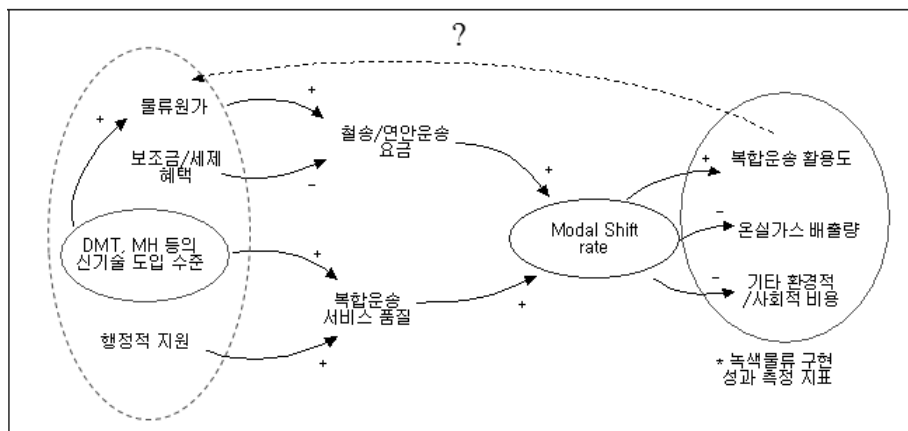 ?
+
물류원가
+
보조금/세제
혜택
−
철송/연안운송
요금
+
DMT, MH 등의
신기술 도입 수준
+
행정적 지원
+
복합운송
서비스 품질
+
Modal Shift
rate
+
복합운송 활용도
−
온실가스 배출량
−
기타 환경적
/사회적 비용
* 녹색물류 구현
성과 측정 지표